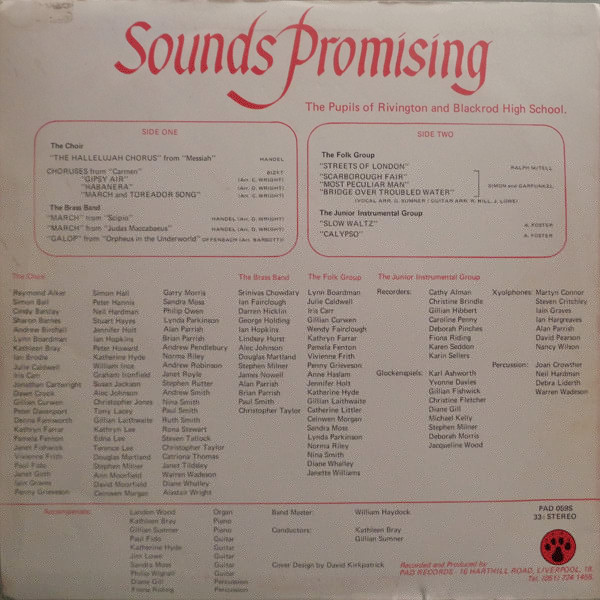 Sounds Promising
The Pupils of Rivington and Blackrod High School.
SIDE ONE
The Choir
"THE HALLELUJAH CHORUS" from "Messiah" HANDEL
CHORUSES from "Carmen" BIZET
"GIPSY AIR" (Arr. C. WRIGHT)
"HABANERA" (Arr. D. WRIGHT)
"MARCH and TOREADOR SONG" (Arr. C. WRIGHT)
The Brass Band
"MARCH" from "Scipio" HANDEL (Arr. D. WRIGHT)
"MARCH" from "Judas Maccabaeus" HANDEL (Arr. D. WRIGHT)
"GALOP" from "Orpheus in the Underworld" OFFENBACH (Arr. BARSOTTO)
SIDE TWO
The Folk Group
"STREETS OF LONDON" RALPH McTELL
"SCARBOROUGH FAIR"
"MOST PECULIAR MAN" SIMON and GARFUNKEL
"BRIDGE OVER TROUBLED WATER"
(VOCAL ARR. G. SUMNER / GUITAR ARR. R. HILL, J. LOWE)
The Junior Instrumental Group
"SLOW WALTZ" A. FOSTER
"CALYPSO" A. FOSTER
The Choir
Raymond Alker
Simon Ball
Cindy Barclay
Sharon Barnes
Andrew Birchall
Lynn Boardman
Kathleen Bray
Ian Brodie
Julie Caldwell
Iris Carr
Jonathan Cartwright
Dawn Crook
Gillian Curwen
Peter Davenport
Denna Farnworth
Kathryn Farrar
Pamela Fenton
Janet Fishwick
Vivienne Frith
Paul Fido
Janet Goth
Iain Graves
Penny Grieveson
Simon Hall
Peter Hannis
Neil Hardman
Stuart Hayes
Jennifer Holt
Ian Hopkins
Peter Howard
Katherine Hyde
William Ince
Graham Ironfield
Susan Jackson
Alec Johnson
Christopher Jones
Tony Lacey
Gillian Laithwaite
Kathryn Lee
Edna Lee
Terence Lee
Douglas Martland
Stephen Milner
Ann Moorfield
David Moorfield
Ceinwen Morgan
Garry Morris
Sandra Moss
Philip Owen
Lynda Parkinson
Alan Parrish
Brian Parrish
Andrew Pendlebury
Norma Riley
Andrew Robinson
Janet Royle
Stephen Rutter
Andrew Smith
Nina Smith
Paul Smith
Ruth Smith
Rona Stewart
Steven Tatlock
Christopher Taylor
Catriona Thomas
Janet Tildsley
Warren Wadeson
Diane Whalley
Alastair Wright
The Brass Band
Srinivas Chowdary
Ian Fairclough
Darren Hicklin
George Holding
Ian Hopkins
Lindsey Hurst
Alec Johnson
Douglas Martland
Stephen Milner
James Nowell
Alan Parrish
Brian Parrish
Paul Smith
Christopher Taylor
The Folk Group
Lynn Boardman
Julie Caldwell
Iris Carr
Gillian Curwen
Wendy Fairclough
Kathryn Farrar
Pamela Fenton
Vivienne Frith
Penny Grieveson
Anne Haslam
Jennifer Holt
Katherine Hyde
Gillian Laithwaite
Catherine Littler
Ceinwen Morgan
Sandra Moss
Lynda Parkinson
Norma Riley
Nina Smith
Diane Whalley
Janette Williams
The Junior Instrumental Group
Recorders: Cathy Alman
Christine Brindle
Gillian Hibbert
Caroline Penny
Deborah Pinches
Fiona Riding
Karen Seddon
Karin Sellers
Glockenspiels: Karl Ashworth
Yvonne Davies
Gillian Fishwick
Christine Fletcher
Diane Gill
Michael Kelly
Stephen Milner
Deborah Morris
Jacqueline Wood
Xyolphones: Martyn Connor
Steven Critchley
Iain Graves
Ian Hargreaves
Alan Parrish
David Pearson
Nancy Wilson
Percussion: Joan Crowther
Neil Hardman
Debra Liderth
Warren Wadeson
Accompanists: Landon Wood Organ
Kathleen Bray Piano
Gillian Sumner Piano
Paul Fido Guitar
Katherine Hyde Guitar
Jim Lowe Guitar
Sandra Moss Guitar
Philip Wignall Guitar
Diane Gill Percussion
Fiona Riding Percussion
Band Master: William Haydock
Conductors: Kathleen Bray
Gillian Sumner
Cover Design by David Kirkpatrick
PAD 059S
33⅓ STEREO
Recorded and Produced by
PAD RECORDS - 16 HARTHILL ROAD, LIVERPOOL, 18.
Tel. (051) 724 1456.